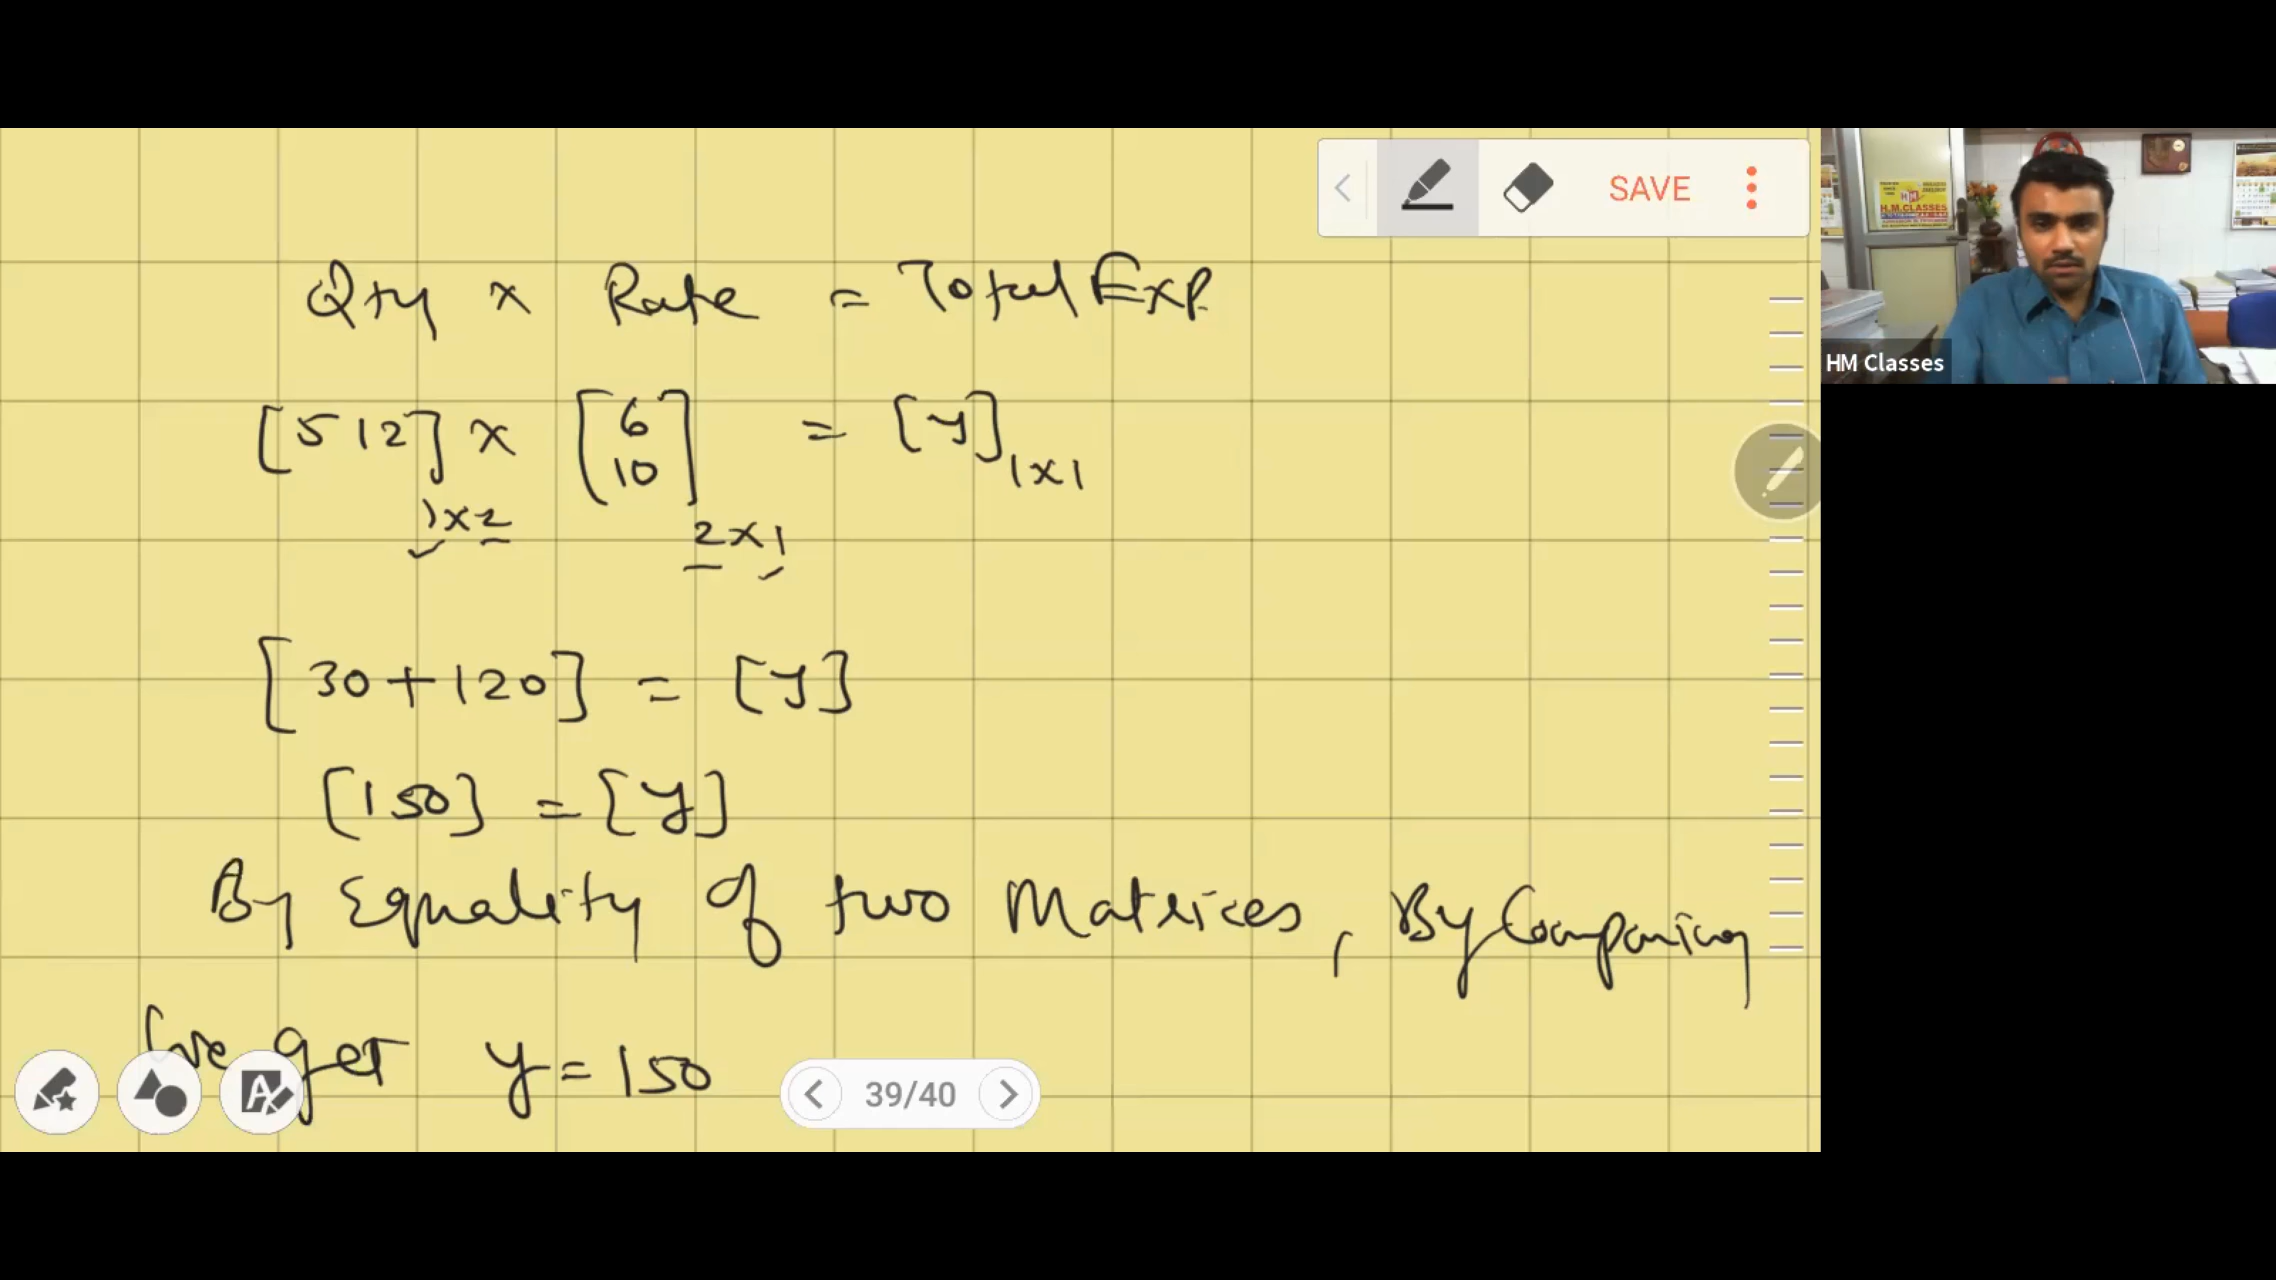 SAVE
Qty x Rate = Total Exp
[5 12] x [6 10] = [y] 1x1
1x2 2x1
[30+120] = [y]
[150] = [y]
By Equality of two Matrices, By Comparing
we get y = 150
39/40
H.M.CLASSES
HM Classes